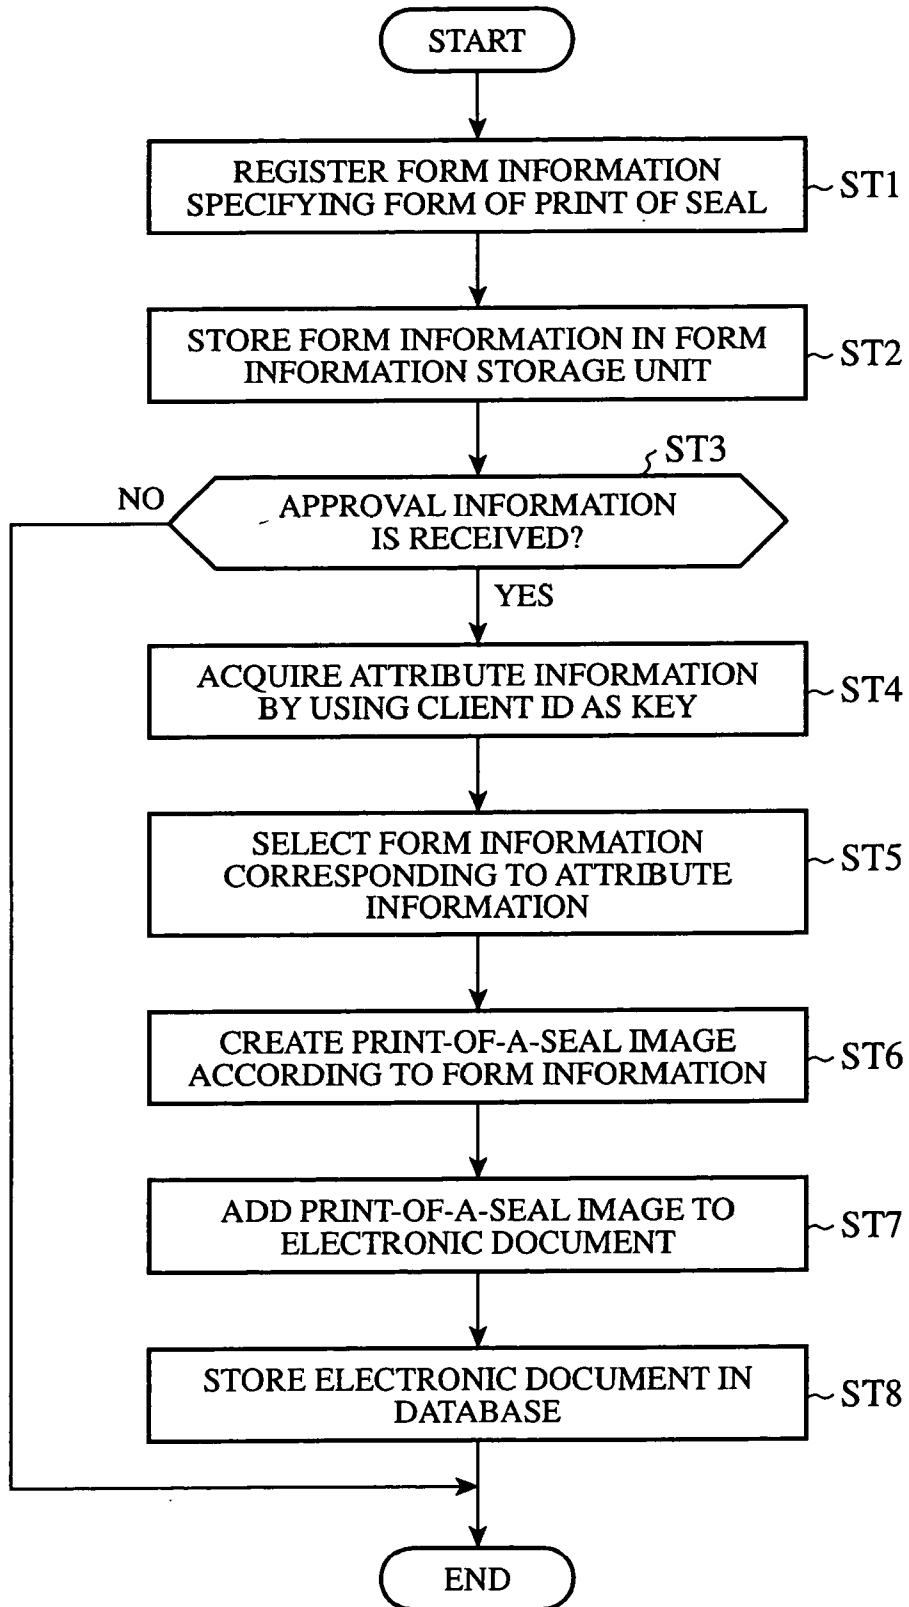 START
REGISTER FORM INFORMATION
SPECIFYING FORM OF PRINT OF SEAL
ST1
STORE FORM INFORMATION IN FORM
INFORMATION STORAGE UNIT
ST2
ST3
NO
APPROVAL INFORMATION
IS RECEIVED?
YES
ACQUIRE ATTRIBUTE INFORMATION
BY USING CLIENT ID AS KEY
ST4
SELECT FORM INFORMATION
CORRESPONDING TO ATTRIBUTE
INFORMATION
ST5
CREATE PRINT-OF-A-SEAL IMAGE
ACCORDING TO FORM INFORMATION
ST6
ADD PRINT-OF-A-SEAL IMAGE TO
ELECTRONIC DOCUMENT
ST7
STORE ELECTRONIC DOCUMENT IN
DATABASE
ST8
END